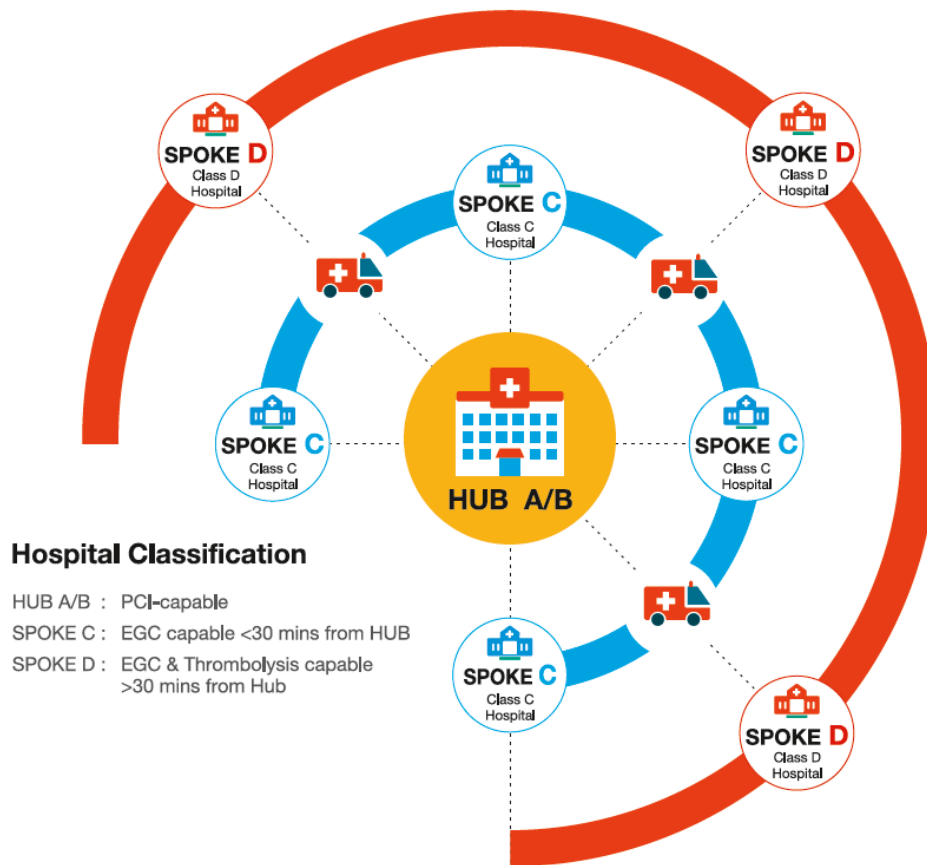 SPOKE D
Class D
Hospital
SPOKE D
Class D
Hospital
SPOKE C
Class C
Hospital
SPOKE C
Class C
Hospital
SPOKE C
Class C
Hospital
HUB A/B
Hospital Classification
HUB A/B : PCI-capable
SPOKE C : EGC capable <30 mins from HUB
SPOKE D : EGC & Thrombolysis capable
>30 mins from Hub
SPOKE C
Class C
Hospital
SPOKE D
Class D
Hospital